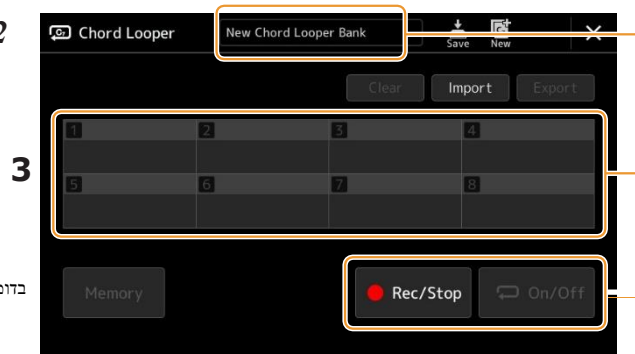 2
Chord Looper New Chord Looper Bank Save New
Clear Import Export
1 2 3 4
3
5 6 7 8
Memory Rec/Stop On/Off